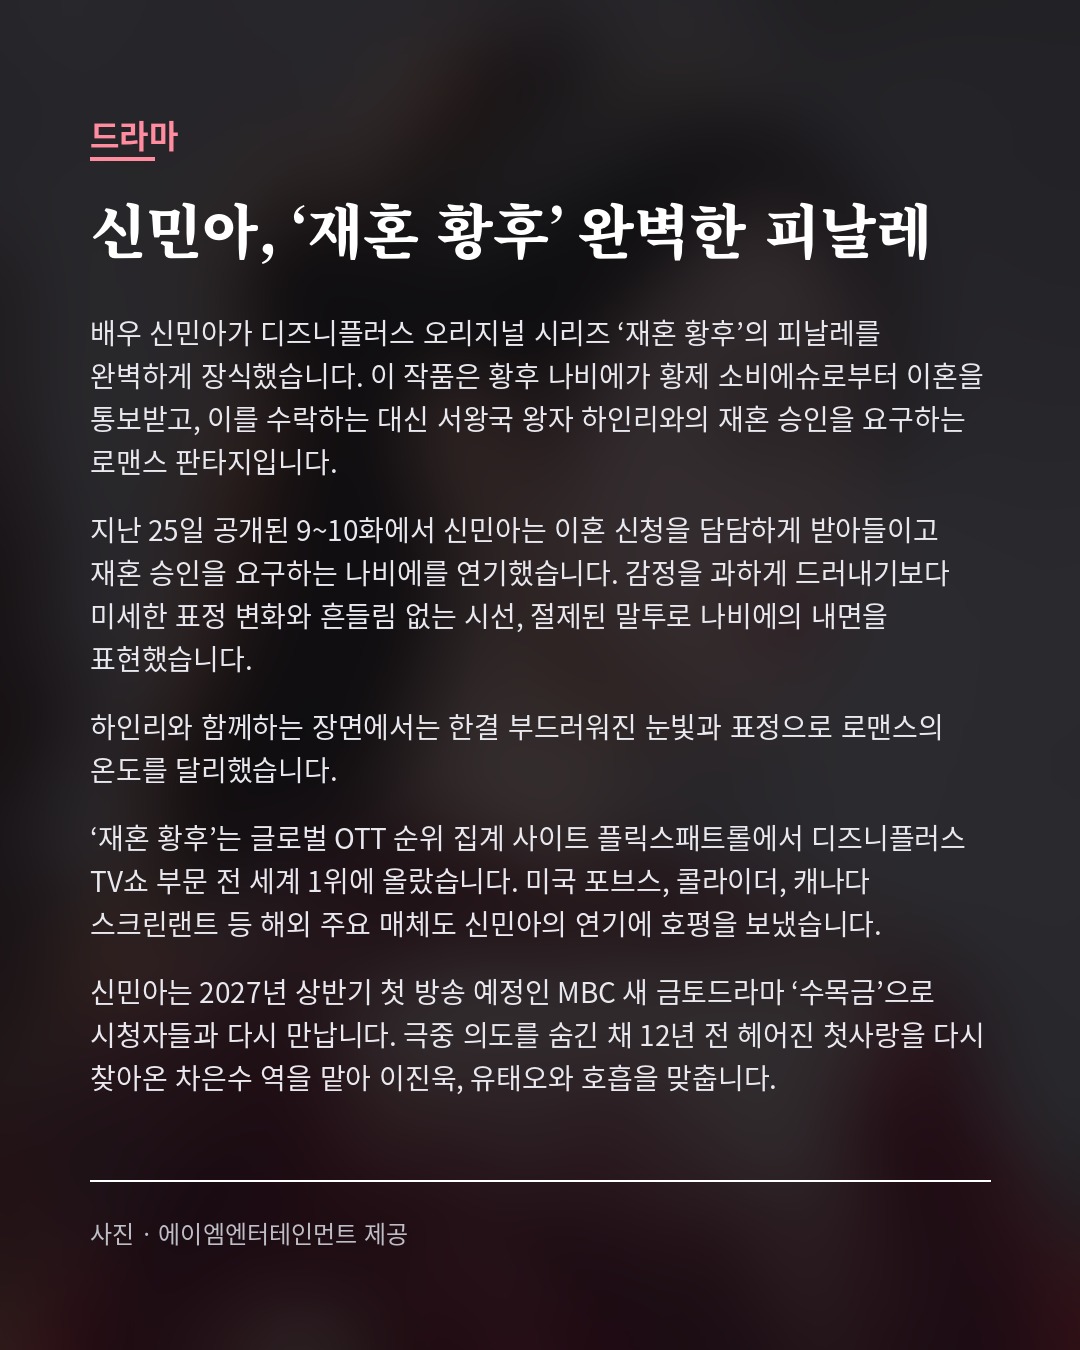 드라마
신민아, ‘재혼 황후’ 완벽한 피날레
배우 신민아가 디즈니플러스 오리지널 시리즈 ‘재혼 황후’의 피날레를
완벽하게 장식했습니다. 이 작품은 황후 나비에가 황제 소비에슈로부터 이혼을
통보받고, 이를 수락하는 대신 서왕국 왕자 하인리와의 재혼 승인을 요구하는
로맨스 판타지입니다.
지난 25일 공개된 9~10화에서 신민아는 이혼 신청을 담담하게 받아들이고
재혼 승인을 요구하는 나비에를 연기했습니다. 감정을 과하게 드러내기보다
미세한 표정 변화와 흔들림 없는 시선, 절제된 말투로 나비에의 내면을
표현했습니다.
하인리와 함께하는 장면에서는 한결 부드러워진 눈빛과 표정으로 로맨스의
온도를 달리했습니다.
‘재혼 황후’는 글로벌 OTT 순위 집계 사이트 플릭스패트롤에서 디즈니플러스
TV쇼 부문 전 세계 1위에 올랐습니다. 미국 포브스, 콜라이더, 캐나다
스크린랜트 등 해외 주요 매체도 신민아의 연기에 호평을 보냈습니다.
신민아는 2027년 상반기 첫 방송 예정인 MBC 새 금토드라마 ‘수목금’으로
시청자들과 다시 만납니다. 극중 의도를 숨긴 채 12년 전 헤어진 첫사랑을 다시
찾아온 차은수 역을 맡아 이진욱, 유태오와 호흡을 맞춥니다.
사진 · 에이엠엔터테인먼트 제공